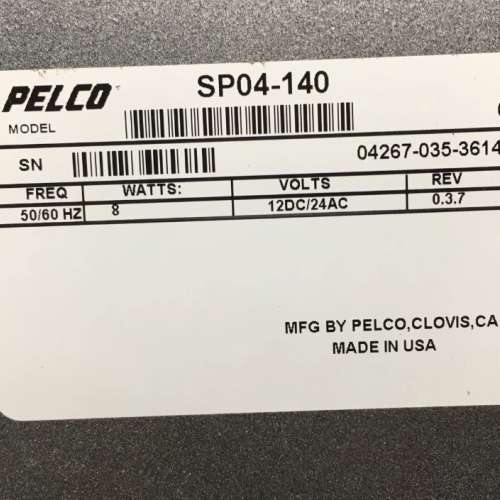 PELCO
MODEL
SP04-140
SN
04267-035-3614
FREQ WATTS: VOLTS REV
50/60 HZ 8 12DC/24AC 0.3.7
MFG BY PELCO,CLOVIS,CA
MADE IN USA